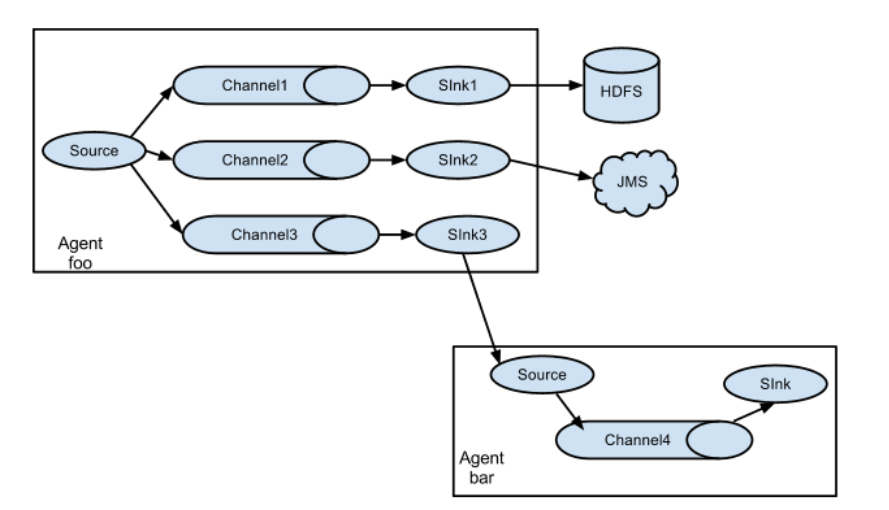 Channel1
SInk1
HDFS
Source
Channel2
SInk2
JMS
Channel3
SInk3
Agent
foo
Source
SInk
Channel4
Agent
bar